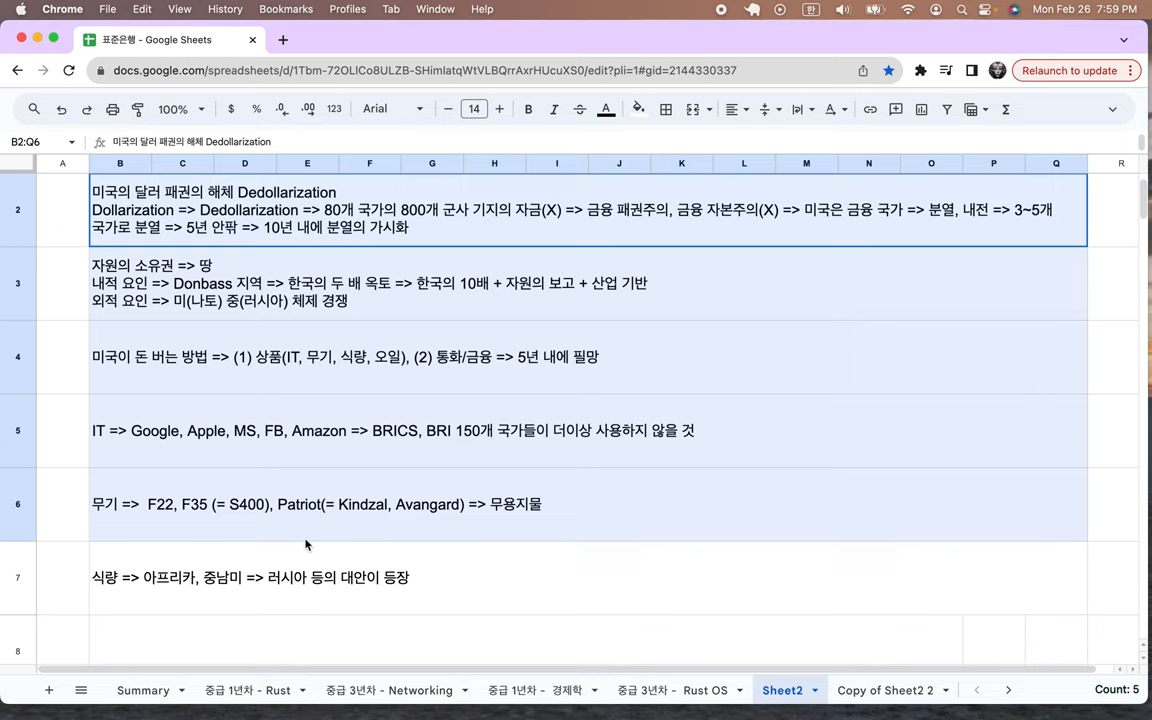 Chrome File Edit View History Bookmarks Profiles Tab Window Help 한 Mon Feb 26 7:59 PM
표준은행 - Google Sheets
docs.google.com/spreadsheets/d/1Tbm-72OLlCo8ULZB-SHimlatqWtVLBQrrAxrHUcuXS0/edit?pli=1#gid=2144330337 Relaunch to update
100% $ % .0 .00 123 Arial 14 B I A
B2:Q6 fx 미국의 달러 패권의 해체 Dedollarization
A B C D E F G H I J K L M N O P Q R
2
미국의 달러 패권의 해체 Dedollarization
Dollarization => Dedollarization => 80개 국가의 800개 군사 기지의 자금(X) => 금융 패권주의, 금융 자본주의(X) => 미국은 금융 국가 => 분열, 내전 => 3~5개
국가로 분열 => 5년 안팎 => 10년 내에 분열의 가시화
3
자원의 소유권 => 땅
내적 요인 => Donbass 지역 => 한국의 두 배 옥토 => 한국의 10배 + 자원의 보고 + 산업 기반
외적 요인 => 미(나토) 중(러시아) 체제 경쟁
4 미국이 돈 버는 방법 => (1) 상품(IT, 무기, 식량, 오일), (2) 통화/금융 => 5년 내에 필망
5 IT => Google, Apple, MS, FB, Amazon => BRICS, BRI 150개 국가들이 더이상 사용하지 않을 것
6 무기 => F22, F35 (= S400), Patriot(= Kindzal, Avangard) => 무용지물
7 식량 => 아프리카, 중남미 => 러시아 등의 대안이 등장
8
Summary 중급 1년차 - Rust 중급 3년차 - Networking 중급 1년차 - 경제학 중급 3년차 - Rust OS Sheet2 Copy of Sheet2 2 Count: 5